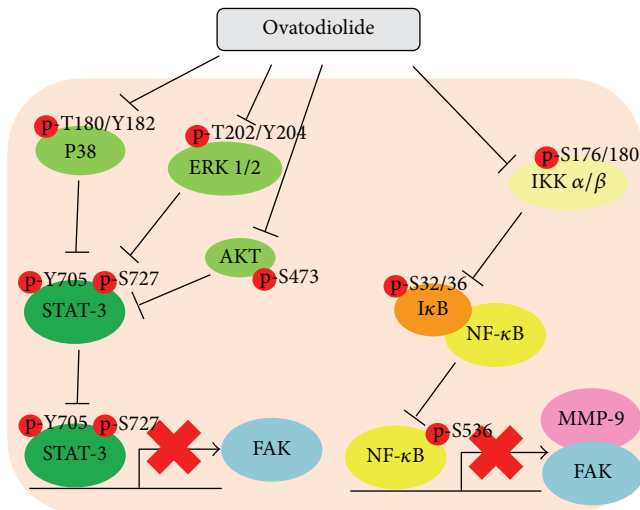 Ovatodiolide
p-T180/Y182
P38
p-T202/Y204
ERK 1/2
p-S176/180
IKK α/β
AKT
p-S473
p-Y705 p-S727
STAT-3
p-S32/36
IκB
NF-κB
p-Y705 p-S727
STAT-3
FAK
p-S536
NF-κB
MMP-9
FAK